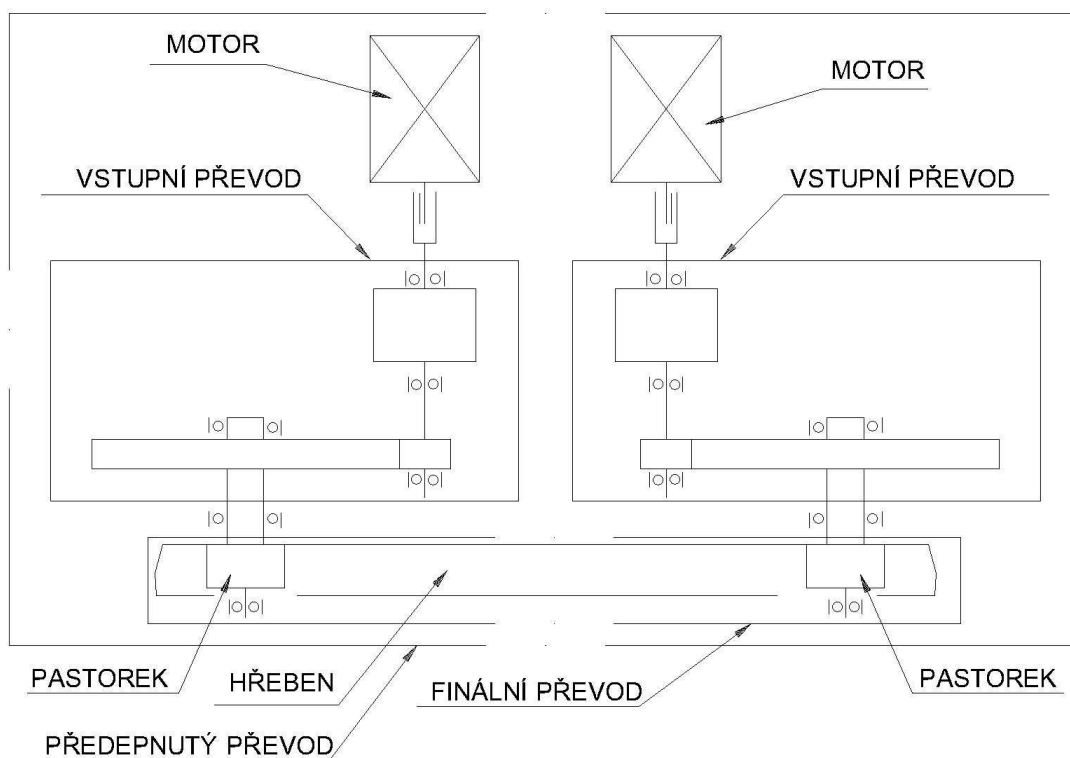 MOTOR
MOTOR
VSTUPNÍ PŘEVOD
VSTUPNÍ PŘEVOD
PASTOREK
HŘEBEN
FINÁLNÍ PŘEVOD
PASTOREK
PŘEDEPNUTÝ PŘEVOD